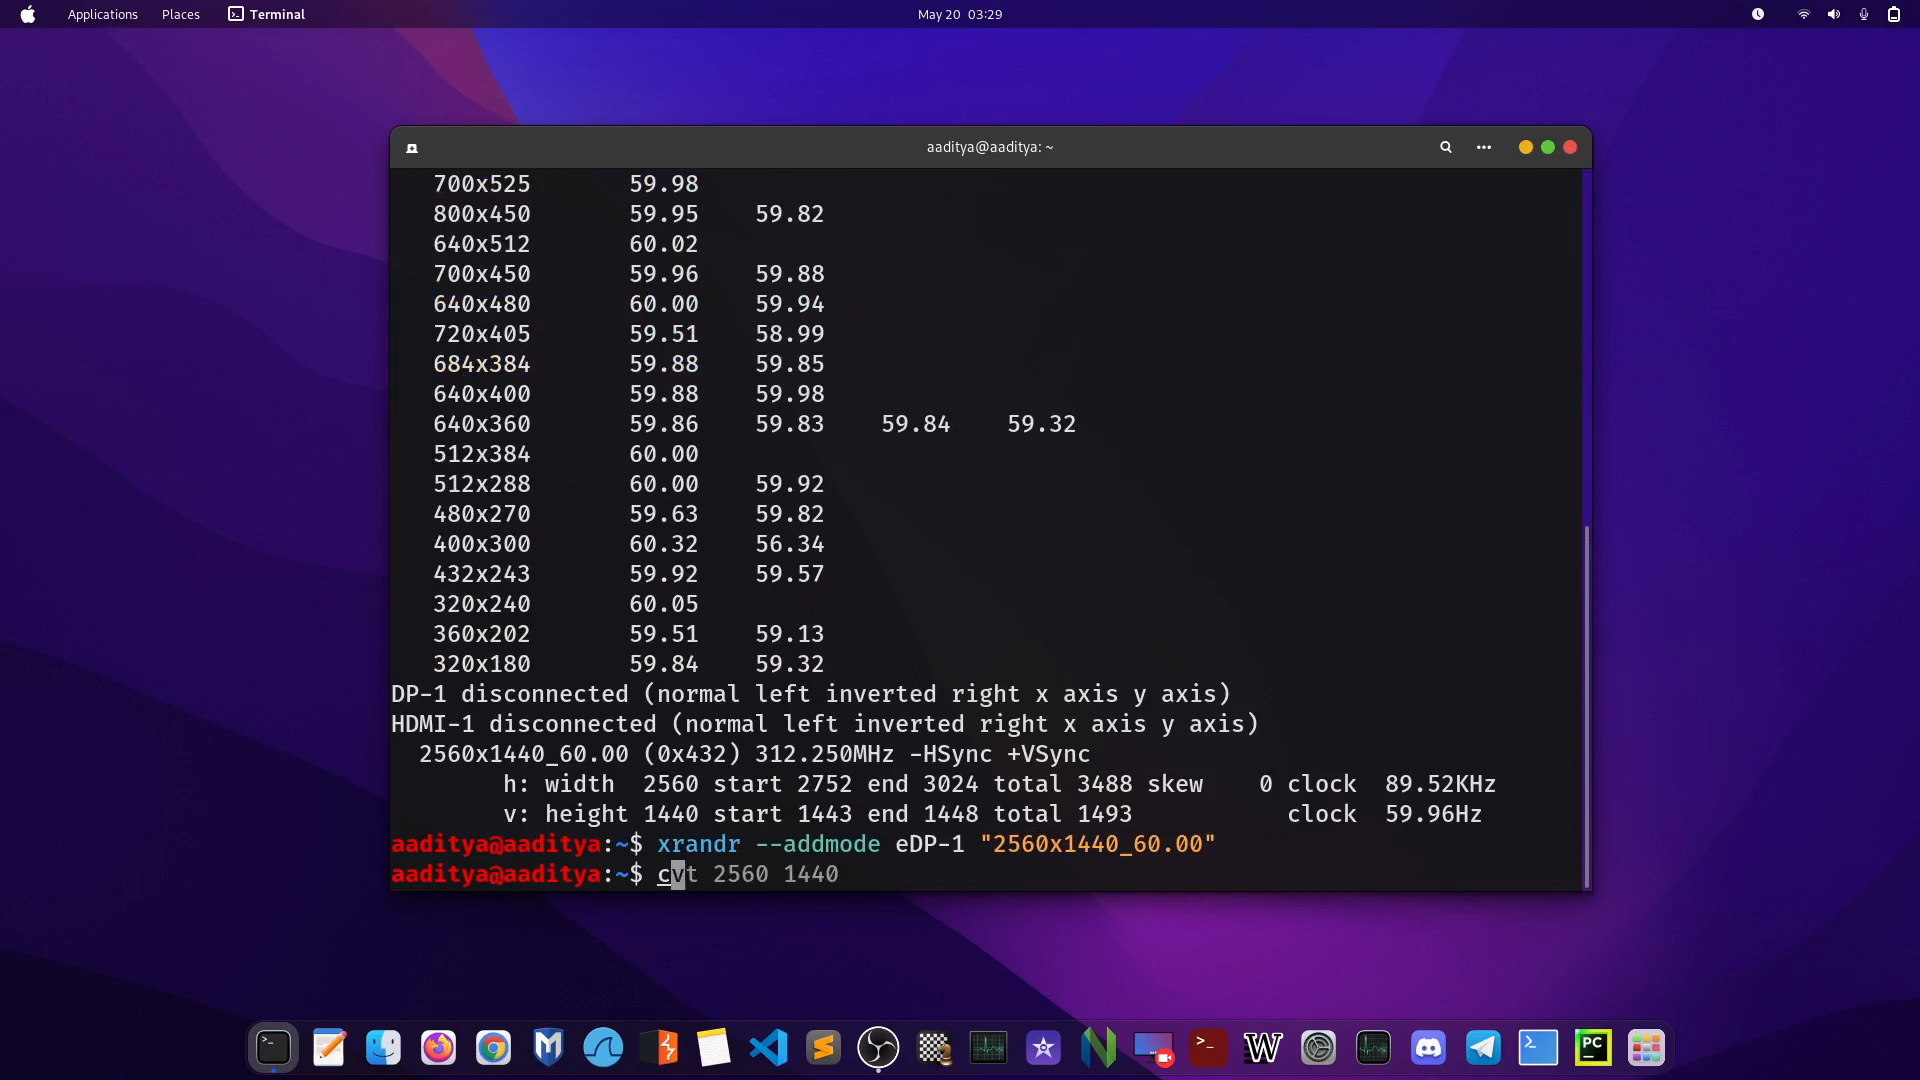 Applications Places Terminal May 20 03:29
aaditya@aaditya: ~
700x525 59.98
800x450 59.95 59.82
640x512 60.02
700x450 59.96 59.88
640x480 60.00 59.94
720x405 59.51 58.99
684x384 59.88 59.85
640x400 59.88 59.98
640x360 59.86 59.83 59.84 59.32
512x384 60.00
512x288 60.00 59.92
480x270 59.63 59.82
400x300 60.32 56.34
432x243 59.92 59.57
320x240 60.05
360x202 59.51 59.13
320x180 59.84 59.32
DP-1 disconnected (normal left inverted right x axis y axis)
HDMI-1 disconnected (normal left inverted right x axis y axis)
2560x1440_60.00 (0x432) 312.250MHz -HSync +VSync
h: width 2560 start 2752 end 3024 total 3488 skew 0 clock 89.52KHz
v: height 1440 start 1443 end 1448 total 1493 clock 59.96Hz
aaditya@aaditya:~$ xrandr --addmode eDP-1 "2560x1440_60.00"
aaditya@aaditya:~$ cvt 2560 1440
>_ W PC